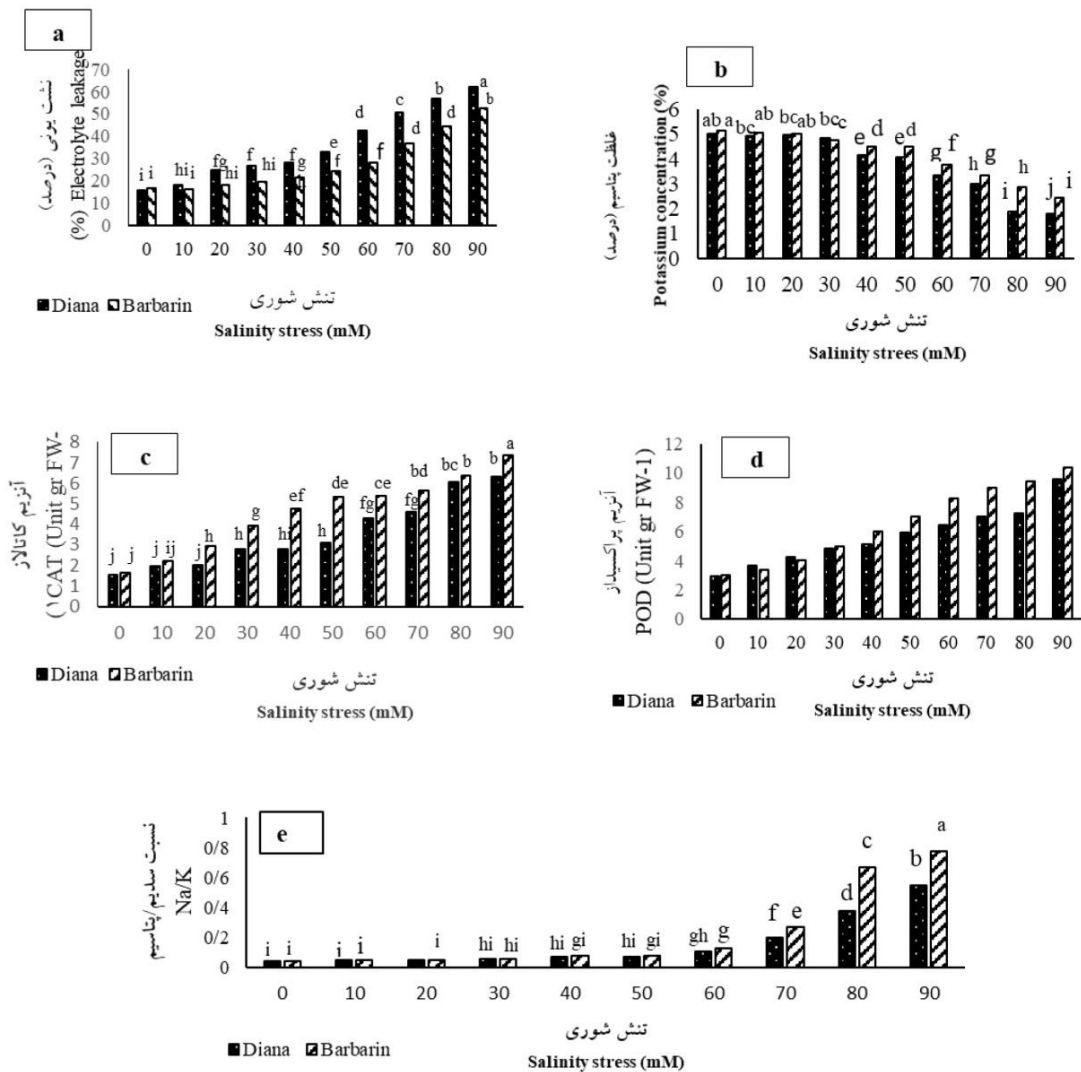 a
نشت یونی (درصد)
(%) Electrolyte leakage
70
60
50
40
30
20
10
0
i i hi i fg hi f hi f g e f d f c d b d a b
0 10 20 30 40 50 60 70 80 90
تنش شوری
Diana Barbarin
Salinity stress (mM)
b
غلظت پتاسیم (درصد)
Potassium concentration (%)
6
5
4
3
2
1
0
ab a bc ab bc ab bc c e d e d g f h g i h j i
0 10 20 30 40 50 60 70 80 90
تنش شوری
Diana Barbarin
Salinity strees (mM)
c
آنزیم کاتالاز
(1CAT (Unit gr FW-
8
7
6
5
4
3
2
1
0
j j j ij j h h g hi ef h de fg ce fg bd bc b b a
0 10 20 30 40 50 60 70 80 90
تنش شوری
Diana Barbarin
Salinity stress (mM)
d
آنزیم پراکسیداز
POD (Unit gr FW-1)
12
10
8
6
4
2
0
0 10 20 30 40 50 60 70 80 90
تنش شوری
Diana Barbarin
Salinity stress (mM)
e
نسبت سدیم/پتاسیم
Na/K
1
0/8
0/6
0/4
0/2
0
i i i i i hi hi hi gi hi gi gh g f e d c b a
0 10 20 30 40 50 60 70 80 90
تنش شوری
Diana Barbarin
Salinity stress (mM)